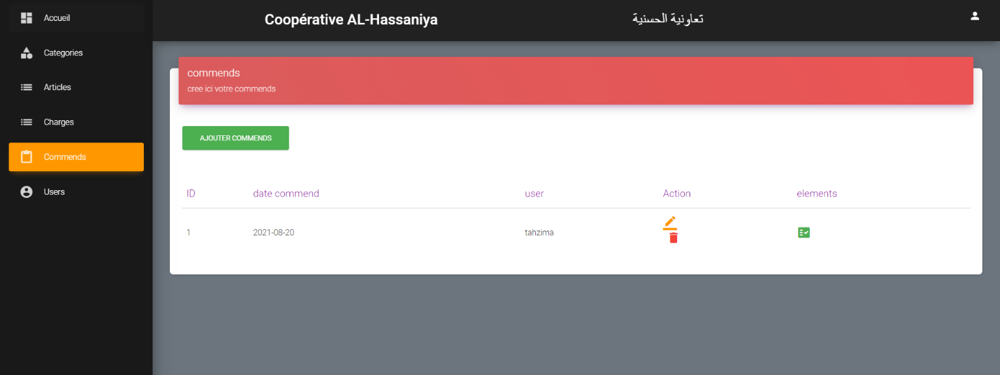 Accueil
Categories
Articles
Charges
Commends
Users
Coopérative AL-Hassaniya
تعاونية الحسنية
commends
cree ici votre commends
AJOUTER COMMENDS
ID date commend user Action elements
1 2021-08-20 tahzima